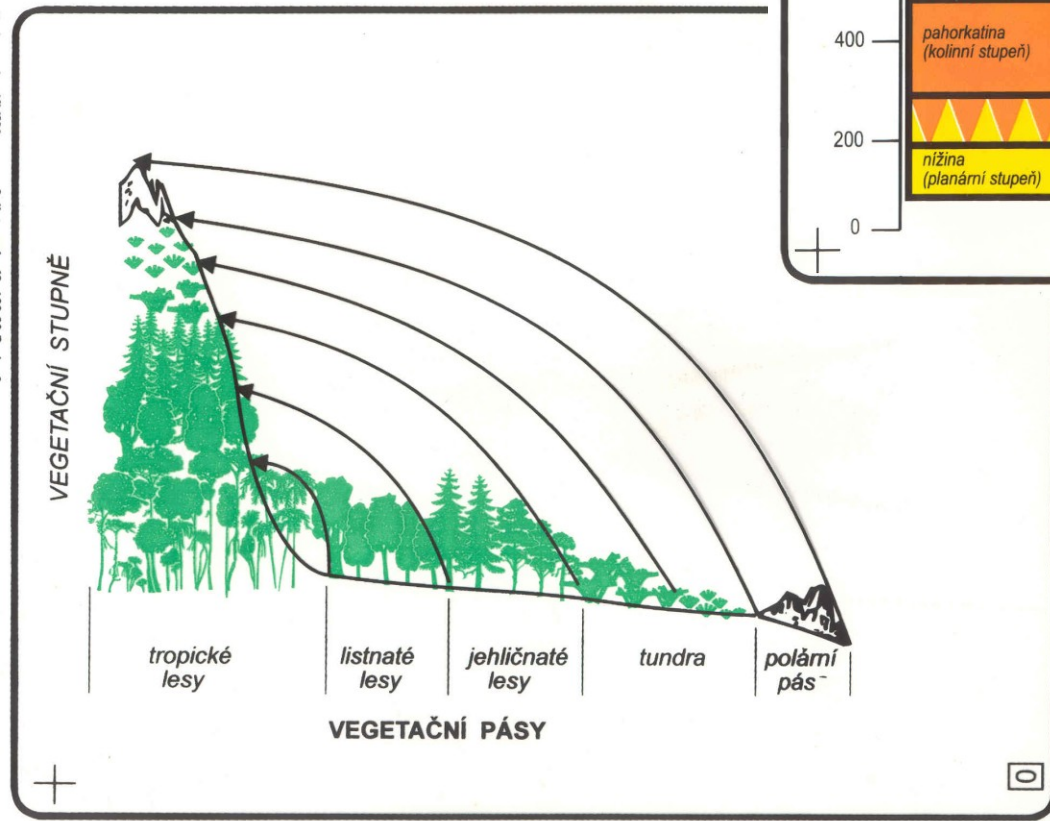 400
pahorkatina
(kolinní stupeň)
200
nížina
(planární stupeň)
0
VEGETAČNÍ STUPNĚ
tropické
lesy
listnaté
lesy
jehličnaté
lesy
tundra
polární
pás
VEGETAČNÍ PÁSY
0